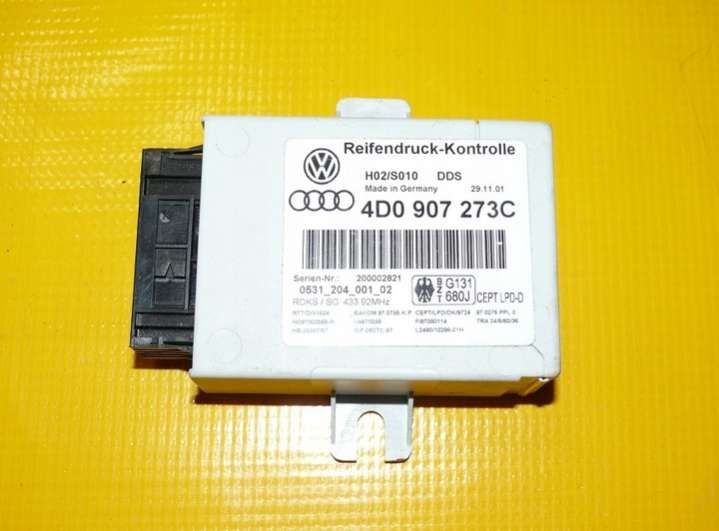 Reifendruck-Kontrolle
H02/S010 DDS
Made in Germany 29.11.01
4D0 907 273C
Serien-Nr.: 200002821
0531_204_001_02
RDKS / SG 433.92MHz
BZT
G131
680J
CEPT LPD-D